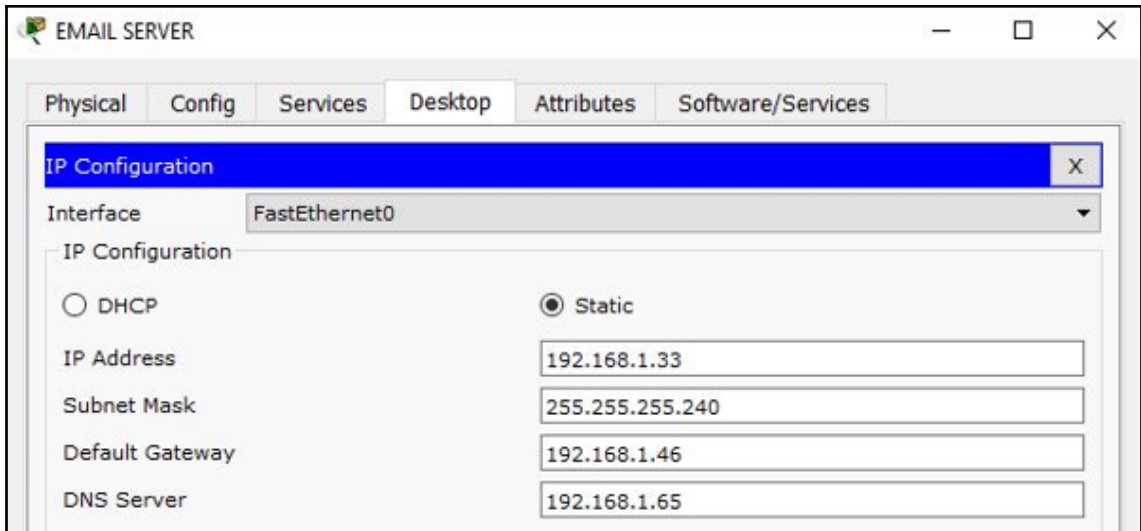 EMAIL SERVER
Physical Config Services Desktop Attributes Software/Services
IP Configuration X
Interface FastEthernet0
IP Configuration
DHCP Static
IP Address 192.168.1.33
Subnet Mask 255.255.255.240
Default Gateway 192.168.1.46
DNS Server 192.168.1.65